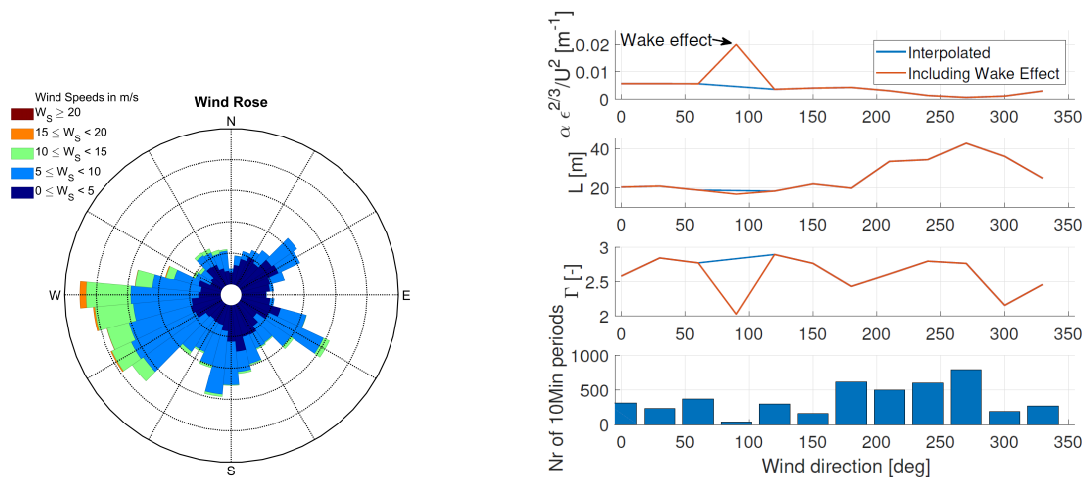 Wind Speeds in m/s
W_S ≥ 20
15 ≤ W_S < 20
10 ≤ W_S < 15
5 ≤ W_S < 10
0 ≤ W_S < 5
Wind Rose
N
W
E
S
α ϵ^{2/3}/U^2 [m^{-1}]
0.02
0.01
0
Wake effect
Interpolated
Including Wake Effect
0 50 100 150 200 250 300 350
L [m]
40
20
0 50 100 150 200 250 300 350
Γ [-]
3
2.5
2
0 50 100 150 200 250 300 350
Nr of 10Min periods
1000
500
0
0 50 100 150 200 250 300 350
Wind direction [deg]